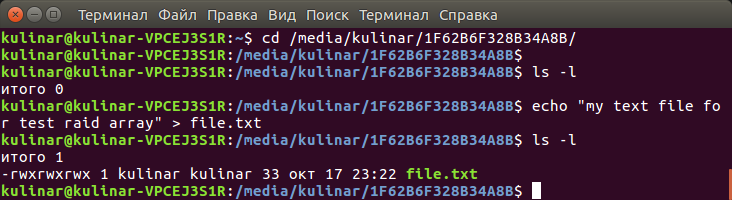 Терминал Файл Правка Вид Поиск Терминал Справка
kulinar@kulinar-VPCEJ3S1R:~$ cd /media/kulinar/1F62B6F328B34A8B/
kulinar@kulinar-VPCEJ3S1R:/media/kulinar/1F62B6F328B34A8B$
kulinar@kulinar-VPCEJ3S1R:/media/kulinar/1F62B6F328B34A8B$ ls -l
итого 0
kulinar@kulinar-VPCEJ3S1R:/media/kulinar/1F62B6F328B34A8B$ echo "my text file fo
r test raid array" > file.txt
kulinar@kulinar-VPCEJ3S1R:/media/kulinar/1F62B6F328B34A8B$ ls -l
итого 1
-rwxrwxrwx 1 kulinar kulinar 33 окт 17 23:22 file.txt
kulinar@kulinar-VPCEJ3S1R:/media/kulinar/1F62B6F328B34A8B$